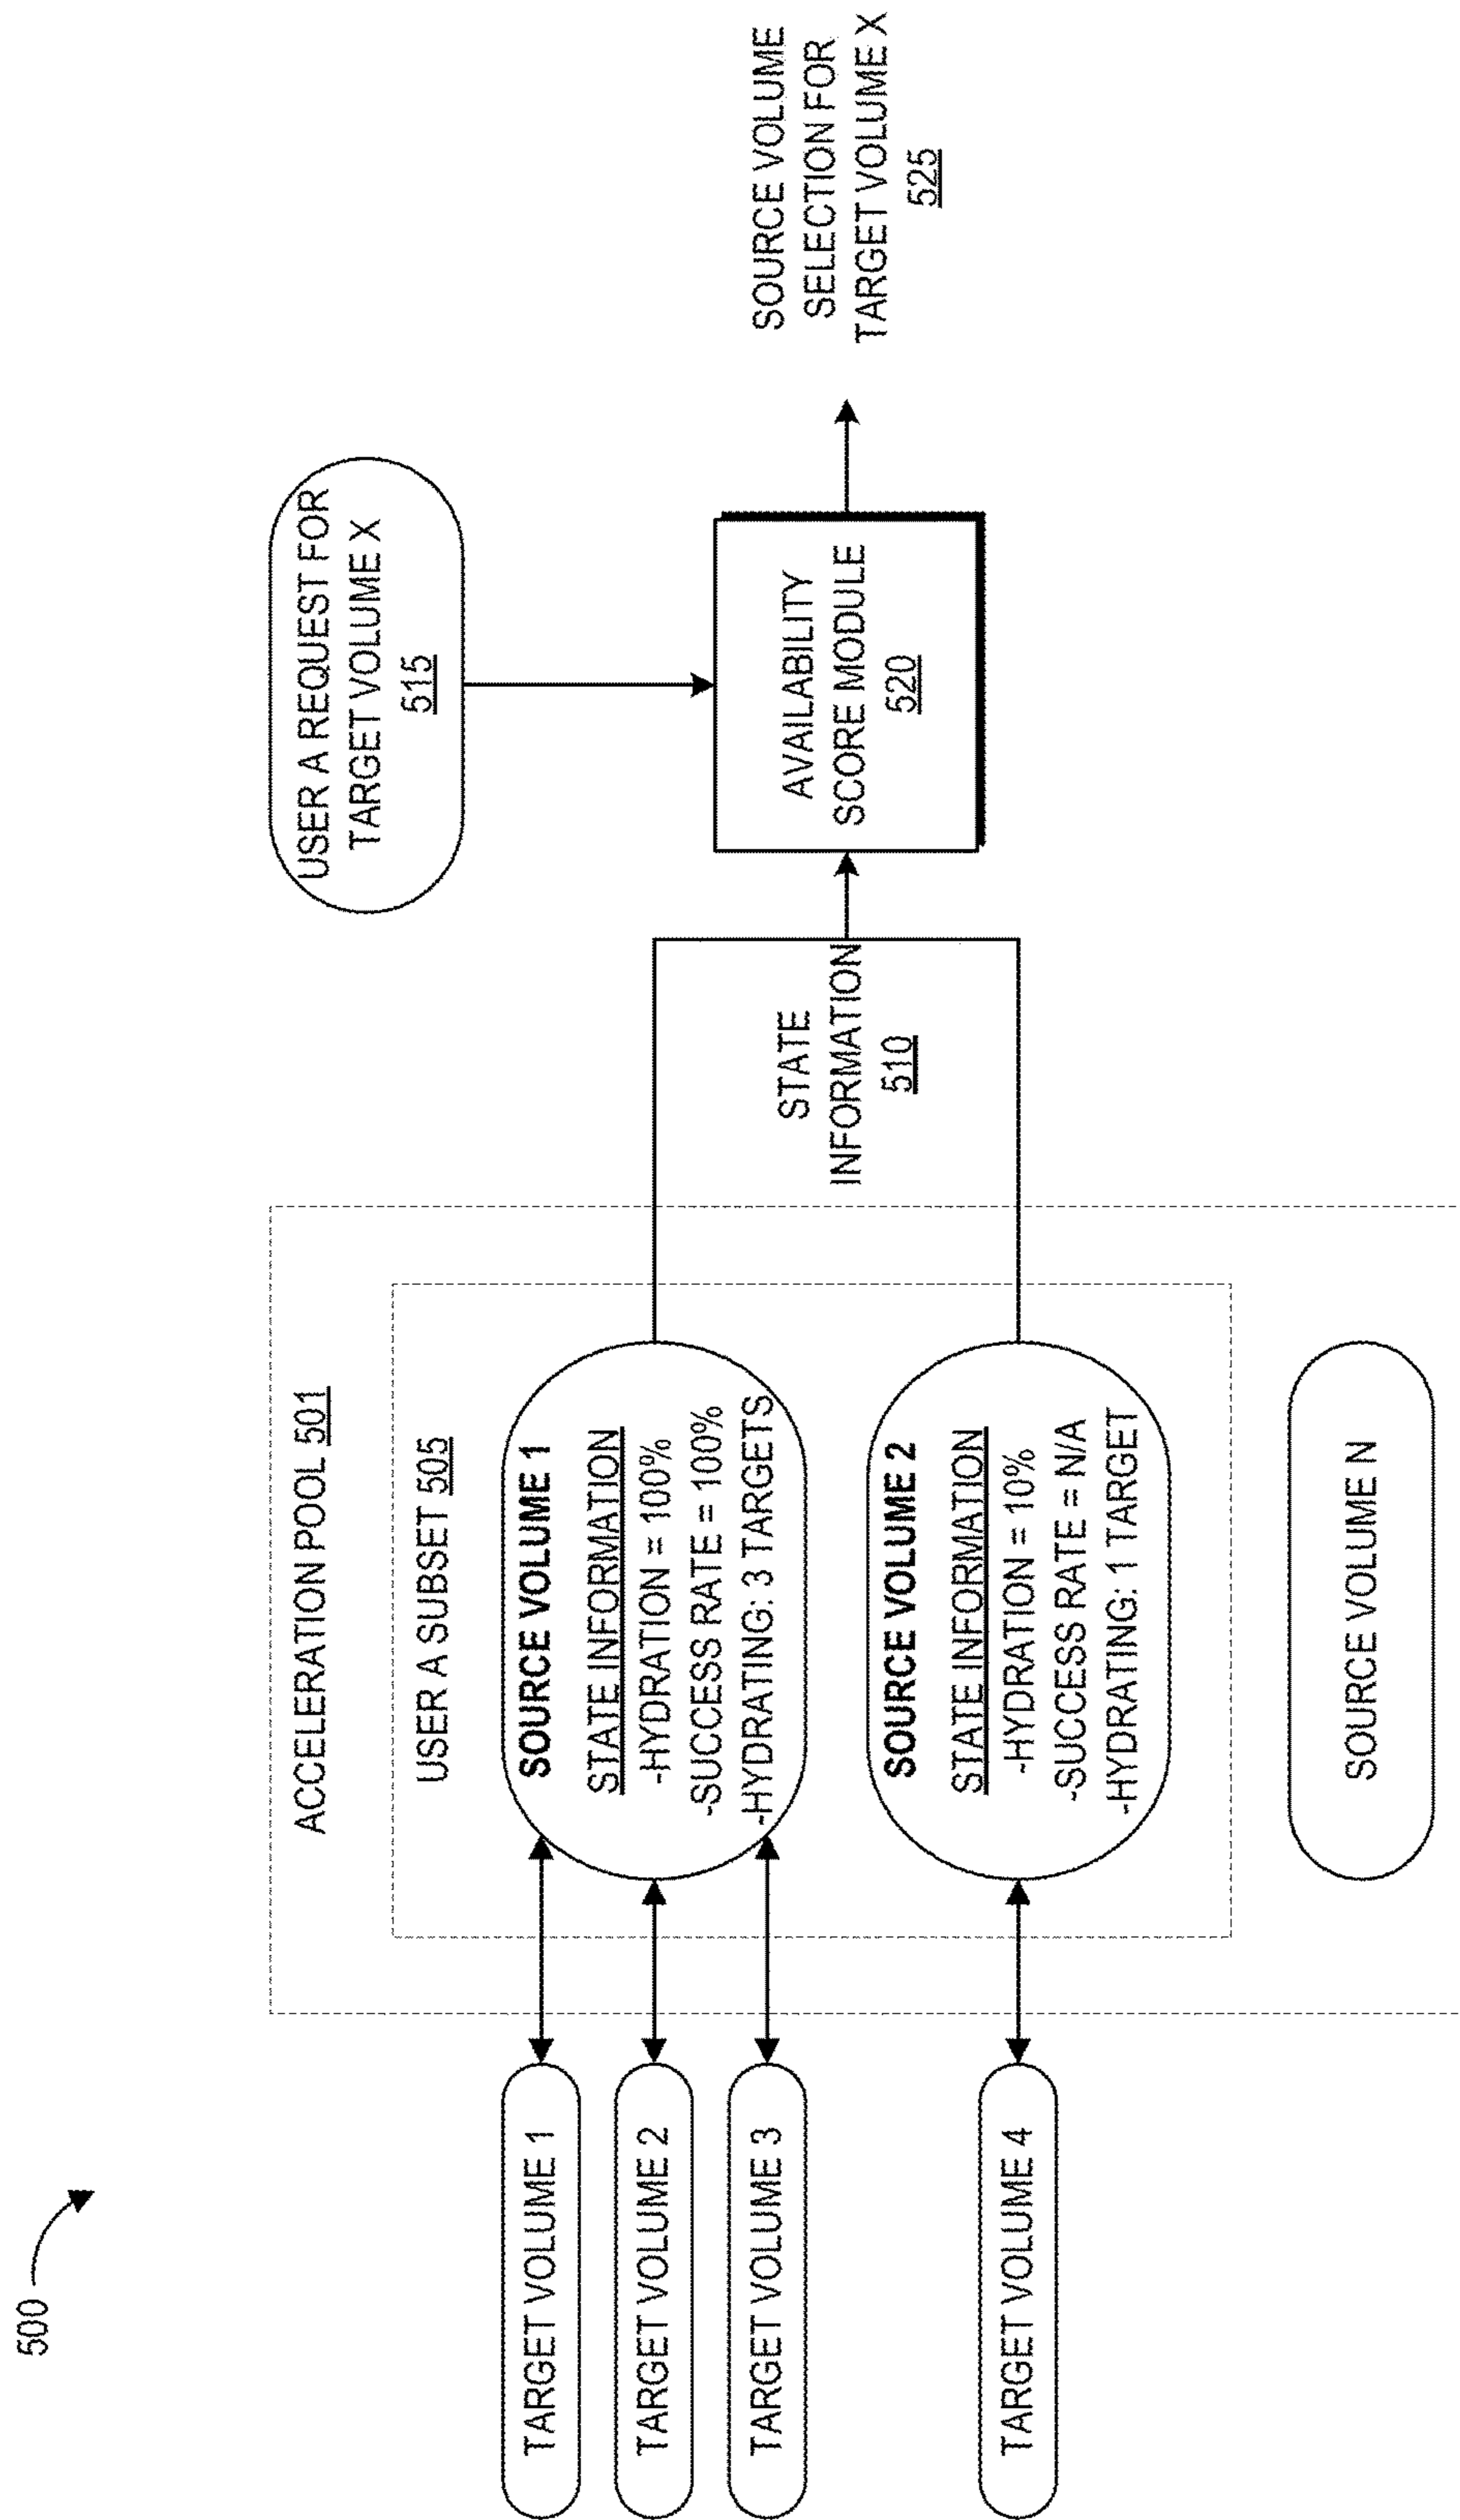 500
ACCELERATION POOL 501
USER A SUBSET 505
TARGET VOLUME 1
TARGET VOLUME 2
TARGET VOLUME 3
TARGET VOLUME 4
SOURCE VOLUME 1
STATE INFORMATION
-HYDRATION = 100%
-SUCCESS RATE = 100%
-HYDRATING: 3 TARGETS
SOURCE VOLUME 2
STATE INFORMATION
-HYDRATION = 10%
-SUCCESS RATE = N/A
-HYDRATING: 1 TARGET
SOURCE VOLUME N
STATE
INFORMATION
510
USER A REQUEST FOR
TARGET VOLUME X
515
AVAILABILITY
SCORE MODULE
520
SOURCE VOLUME
SELECTION FOR
TARGET VOLUME X
525